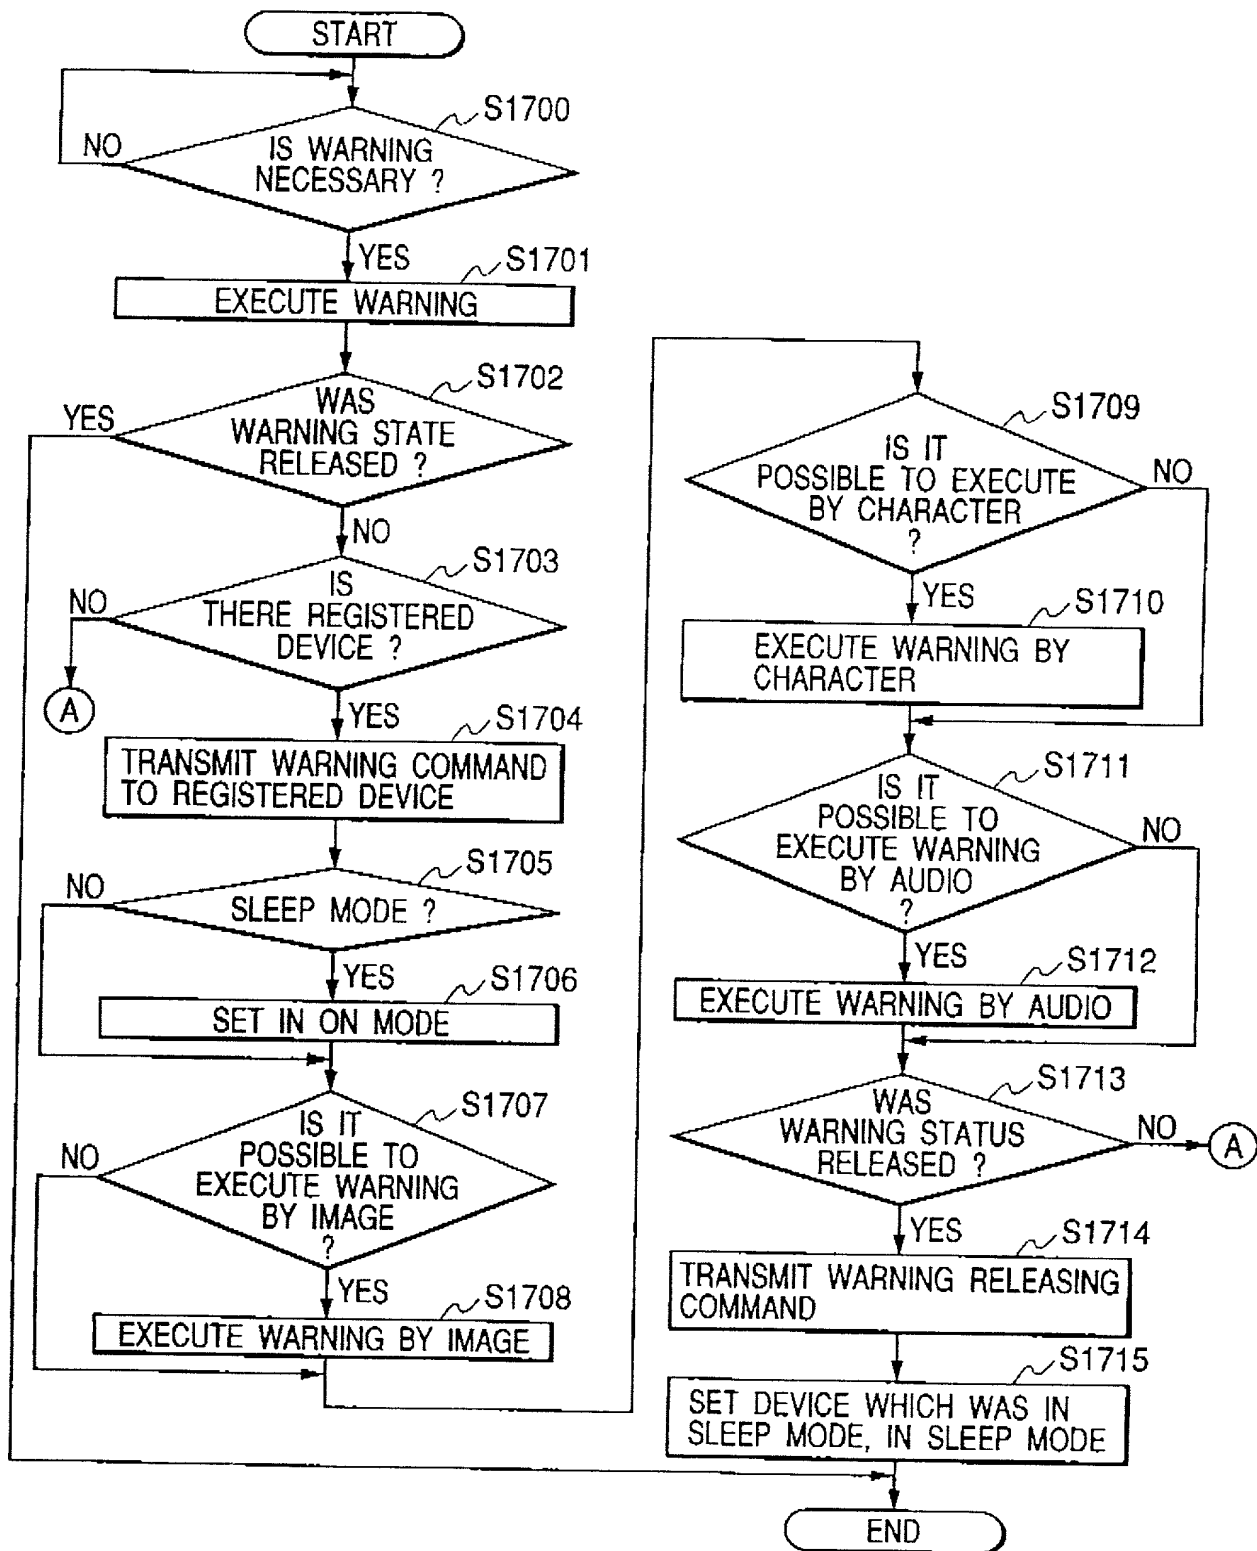 START
S1700
NO
IS WARNING
NECESSARY ?
YES
S1701
EXECUTE WARNING
S1702
YES
WAS
WARNING STATE
RELEASED ?
NO
S1703
NO
IS
THERE REGISTERED
DEVICE ?
A
YES
S1704
TRANSMIT WARNING COMMAND
TO REGISTERED DEVICE
S1705
NO
SLEEP MODE ?
YES
S1706
SET IN ON MODE
S1707
NO
IS IT
POSSIBLE TO
EXECUTE WARNING
BY IMAGE
?
YES
S1708
EXECUTE WARNING BY IMAGE
S1709
IS IT
POSSIBLE TO EXECUTE
BY CHARACTER
?
NO
YES
S1710
EXECUTE WARNING BY
CHARACTER
S1711
IS IT
POSSIBLE TO
EXECUTE WARNING
BY AUDIO
?
NO
YES
S1712
EXECUTE WARNING BY AUDIO
S1713
WAS
WARNING STATUS
RELEASED ?
NO
A
YES
S1714
TRANSMIT WARNING RELEASING
COMMAND
S1715
SET DEVICE WHICH WAS IN
SLEEP MODE, IN SLEEP MODE
END